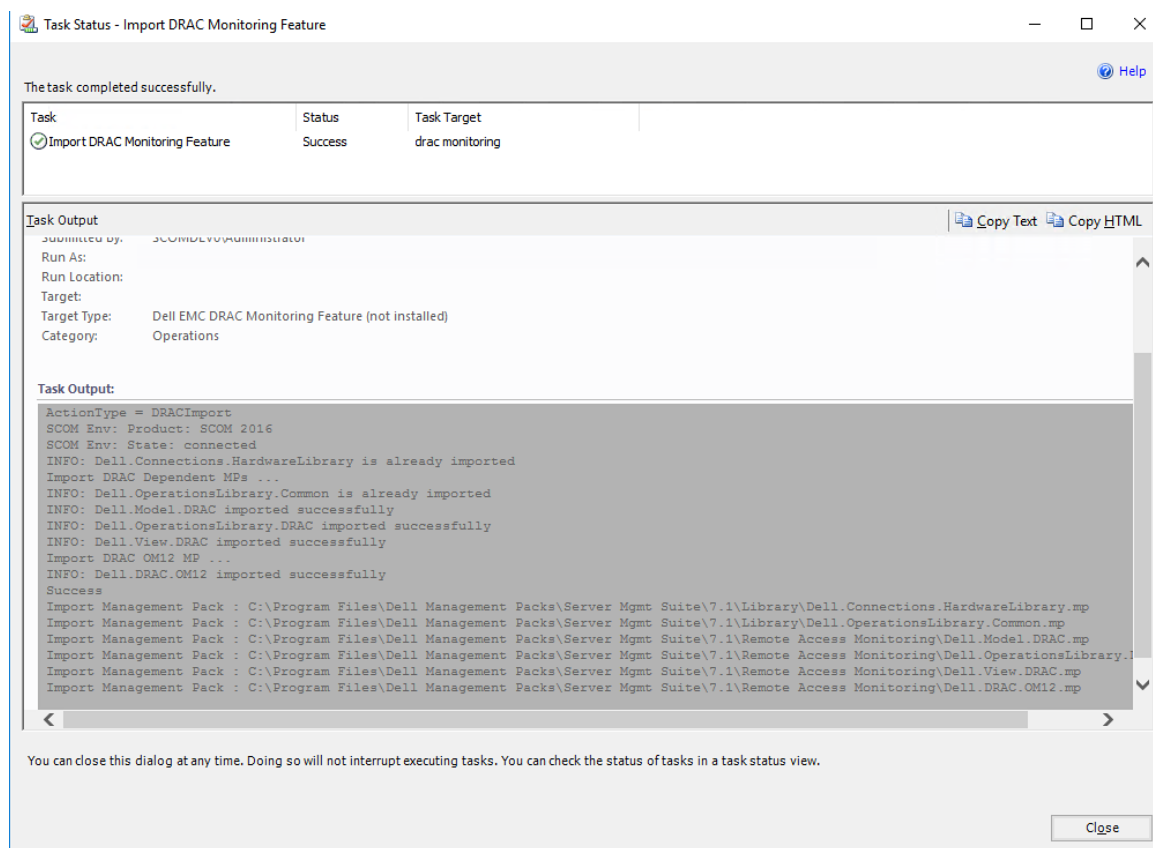 Task Status - Import DRAC Monitoring Feature
Help
The task completed successfully.
Task Status Task Target
Import DRAC Monitoring Feature Success drac monitoring
Task Output Copy Text Copy HTML
Submitted By: SCOMDEV0\Administrator
Run As:
Run Location:
Target:
Target Type: Dell EMC DRAC Monitoring Feature (not installed)
Category: Operations
Task Output:
ActionType = DRACImport
SCOM Env: Product: SCOM 2016
SCOM Env: State: connected
INFO: Dell.Connections.HardwareLibrary is already imported
Import DRAC Dependent MPs ...
INFO: Dell.OperationsLibrary.Common is already imported
INFO: Dell.Model.DRAC imported successfully
INFO: Dell.OperationsLibrary.DRAC imported successfully
INFO: Dell.View.DRAC imported successfully
Import DRAC OM12 MP ...
INFO: Dell.DRAC.OM12 imported successfully
Success
Import Management Pack : C:\Program Files\Dell Management Packs\Server Mgmt Suite\7.1\Library\Dell.Connections.HardwareLibrary.mp
Import Management Pack : C:\Program Files\Dell Management Packs\Server Mgmt Suite\7.1\Library\Dell.OperationsLibrary.Common.mp
Import Management Pack : C:\Program Files\Dell Management Packs\Server Mgmt Suite\7.1\Remote Access Monitoring\Dell.Model.DRAC.mp
Import Management Pack : C:\Program Files\Dell Management Packs\Server Mgmt Suite\7.1\Remote Access Monitoring\Dell.OperationsLibrary.
Import Management Pack : C:\Program Files\Dell Management Packs\Server Mgmt Suite\7.1\Remote Access Monitoring\Dell.View.DRAC.mp
Import Management Pack : C:\Program Files\Dell Management Packs\Server Mgmt Suite\7.1\Remote Access Monitoring\Dell.DRAC.OM12.mp
You can close this dialog at any time. Doing so will not interrupt executing tasks. You can check the status of tasks in a task status view.
Close